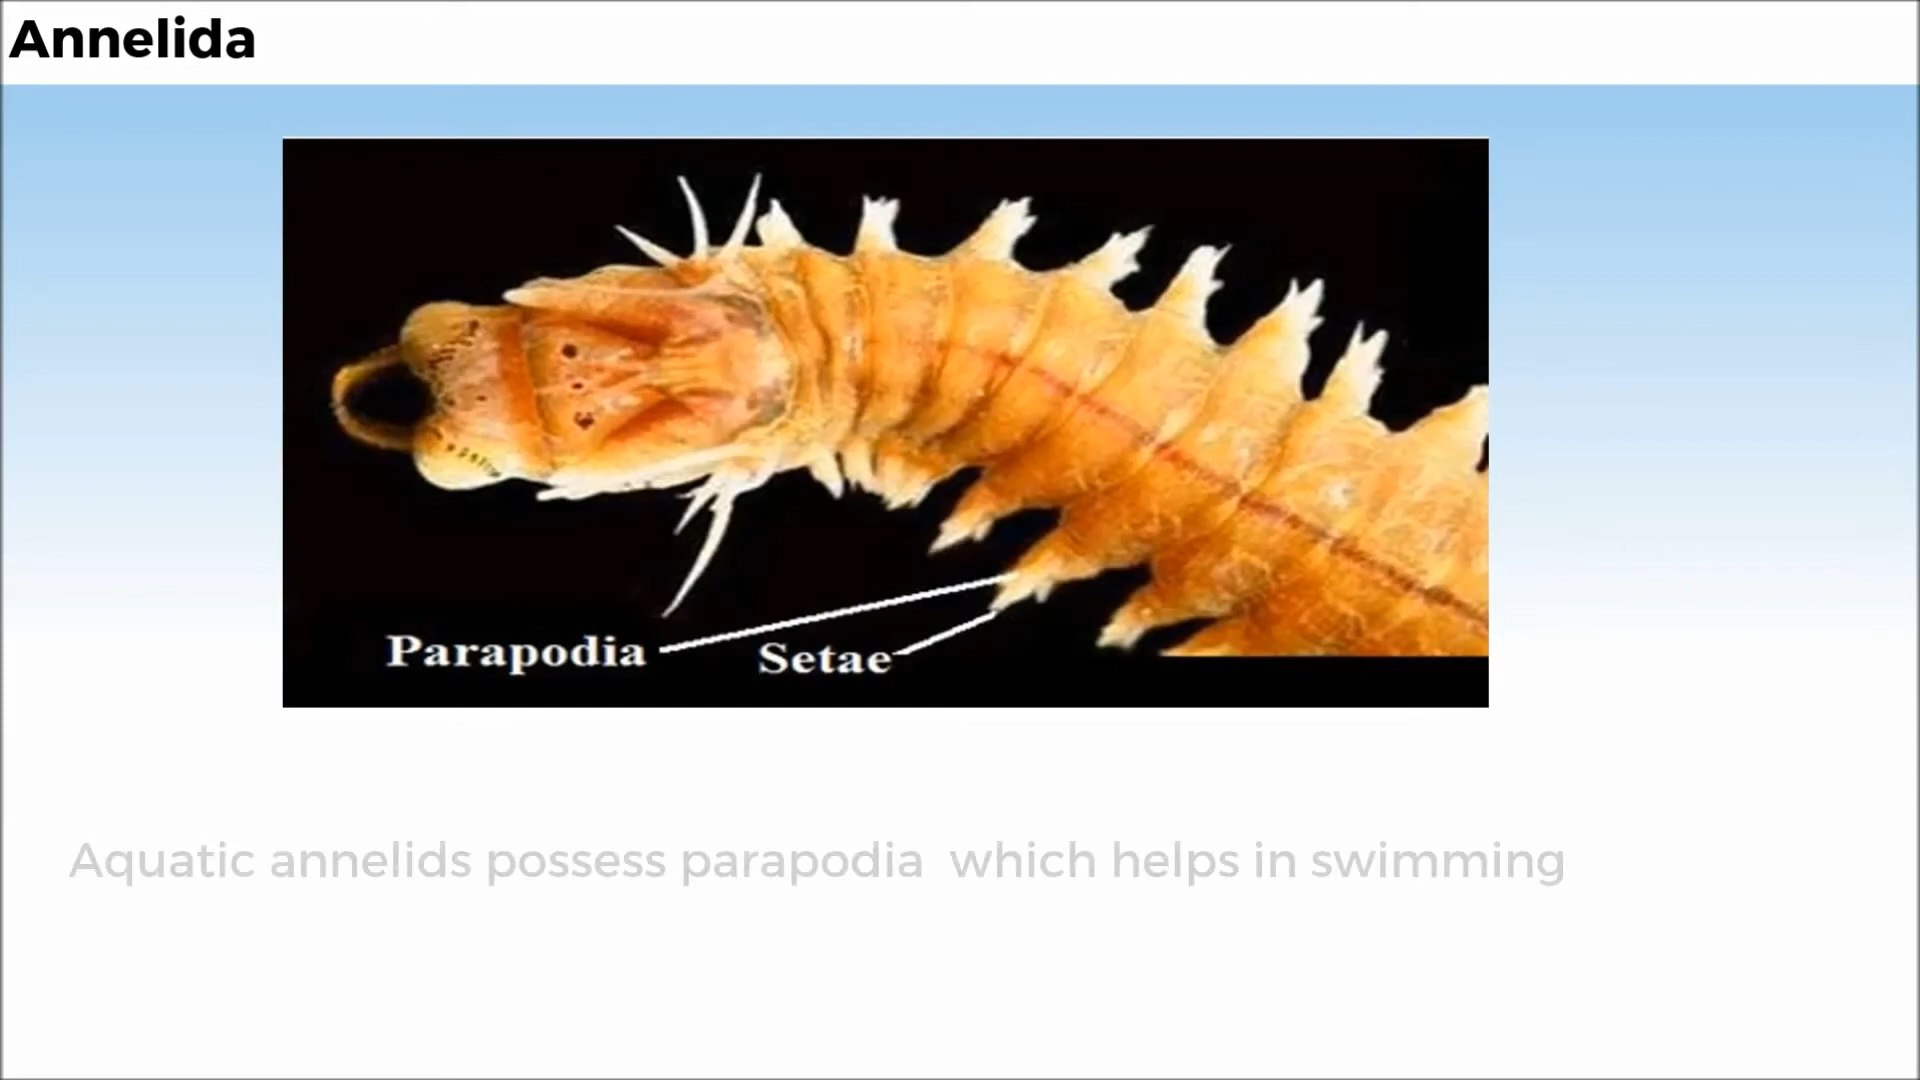 Annelida
Parapodia
Setae
Aquatic annelids possess parapodia which helps in swimming